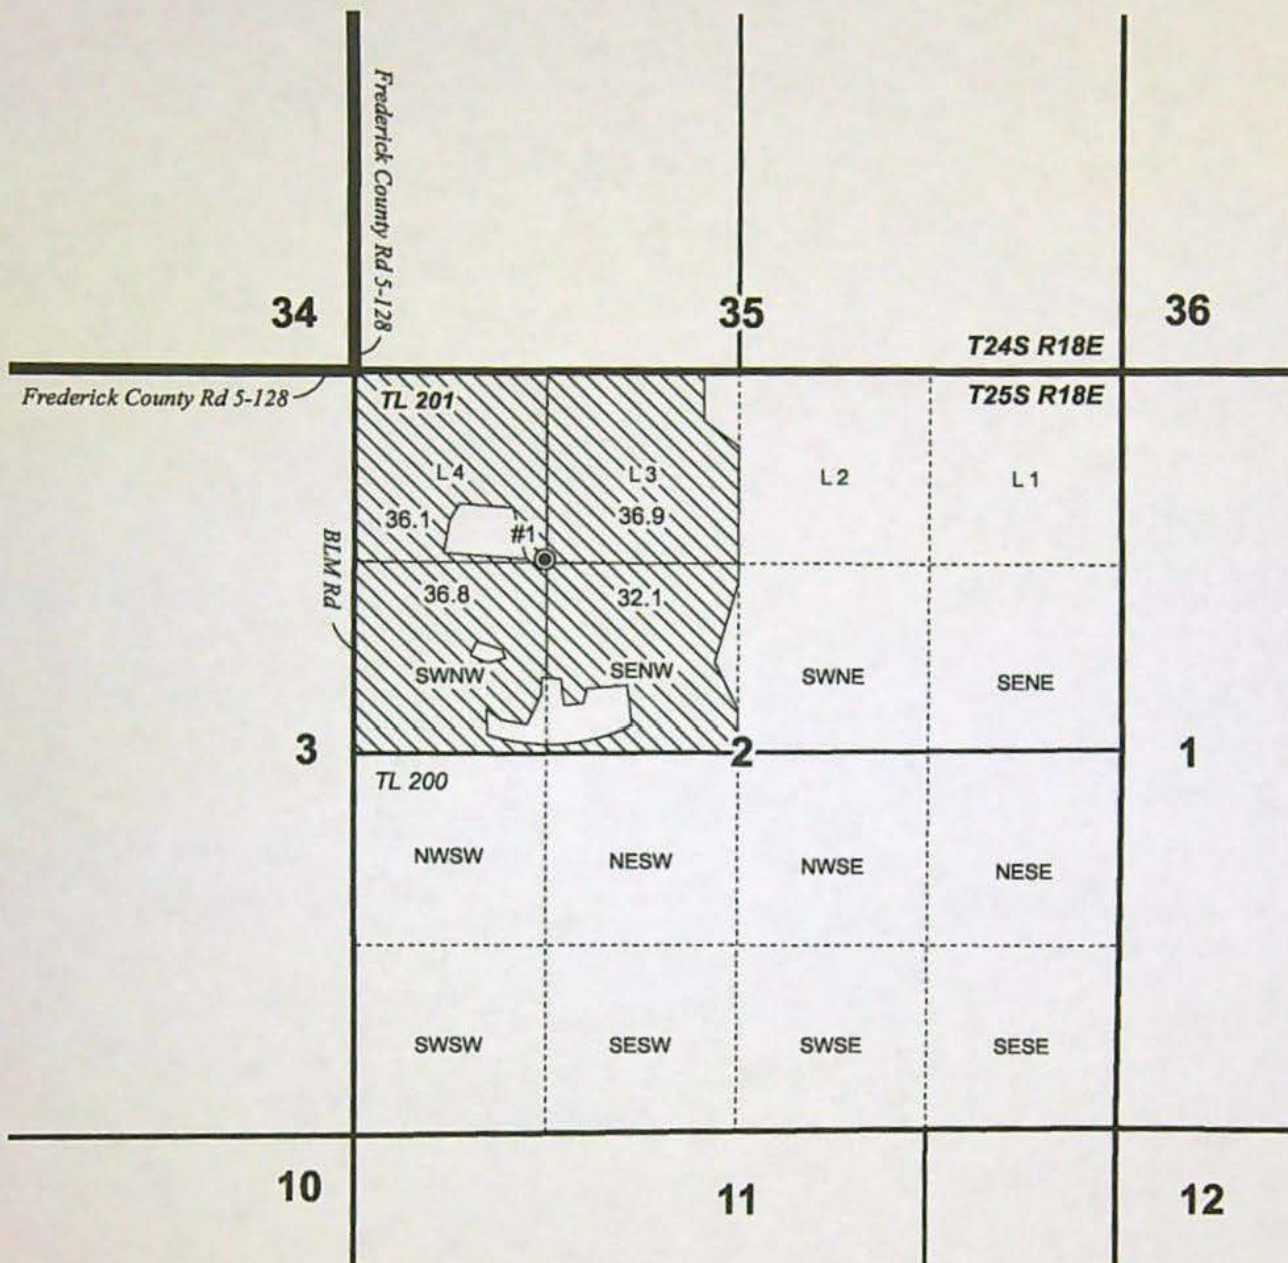 Frederick County Rd 5-128
34
35
36
T24S R18E
Frederick County Rd 5-128
TL 201
T25S R18E
L 4
L 3
L 2
L 1
36.1
36.9
#1
BLM Rd
36.8
32.1
SWNW
SENW
SWNE
SENE
3
2
1
TL 200
NWSW
NESW
NWSE
NESE
SWSW
SESW
SWSE
SESE
10
11
12